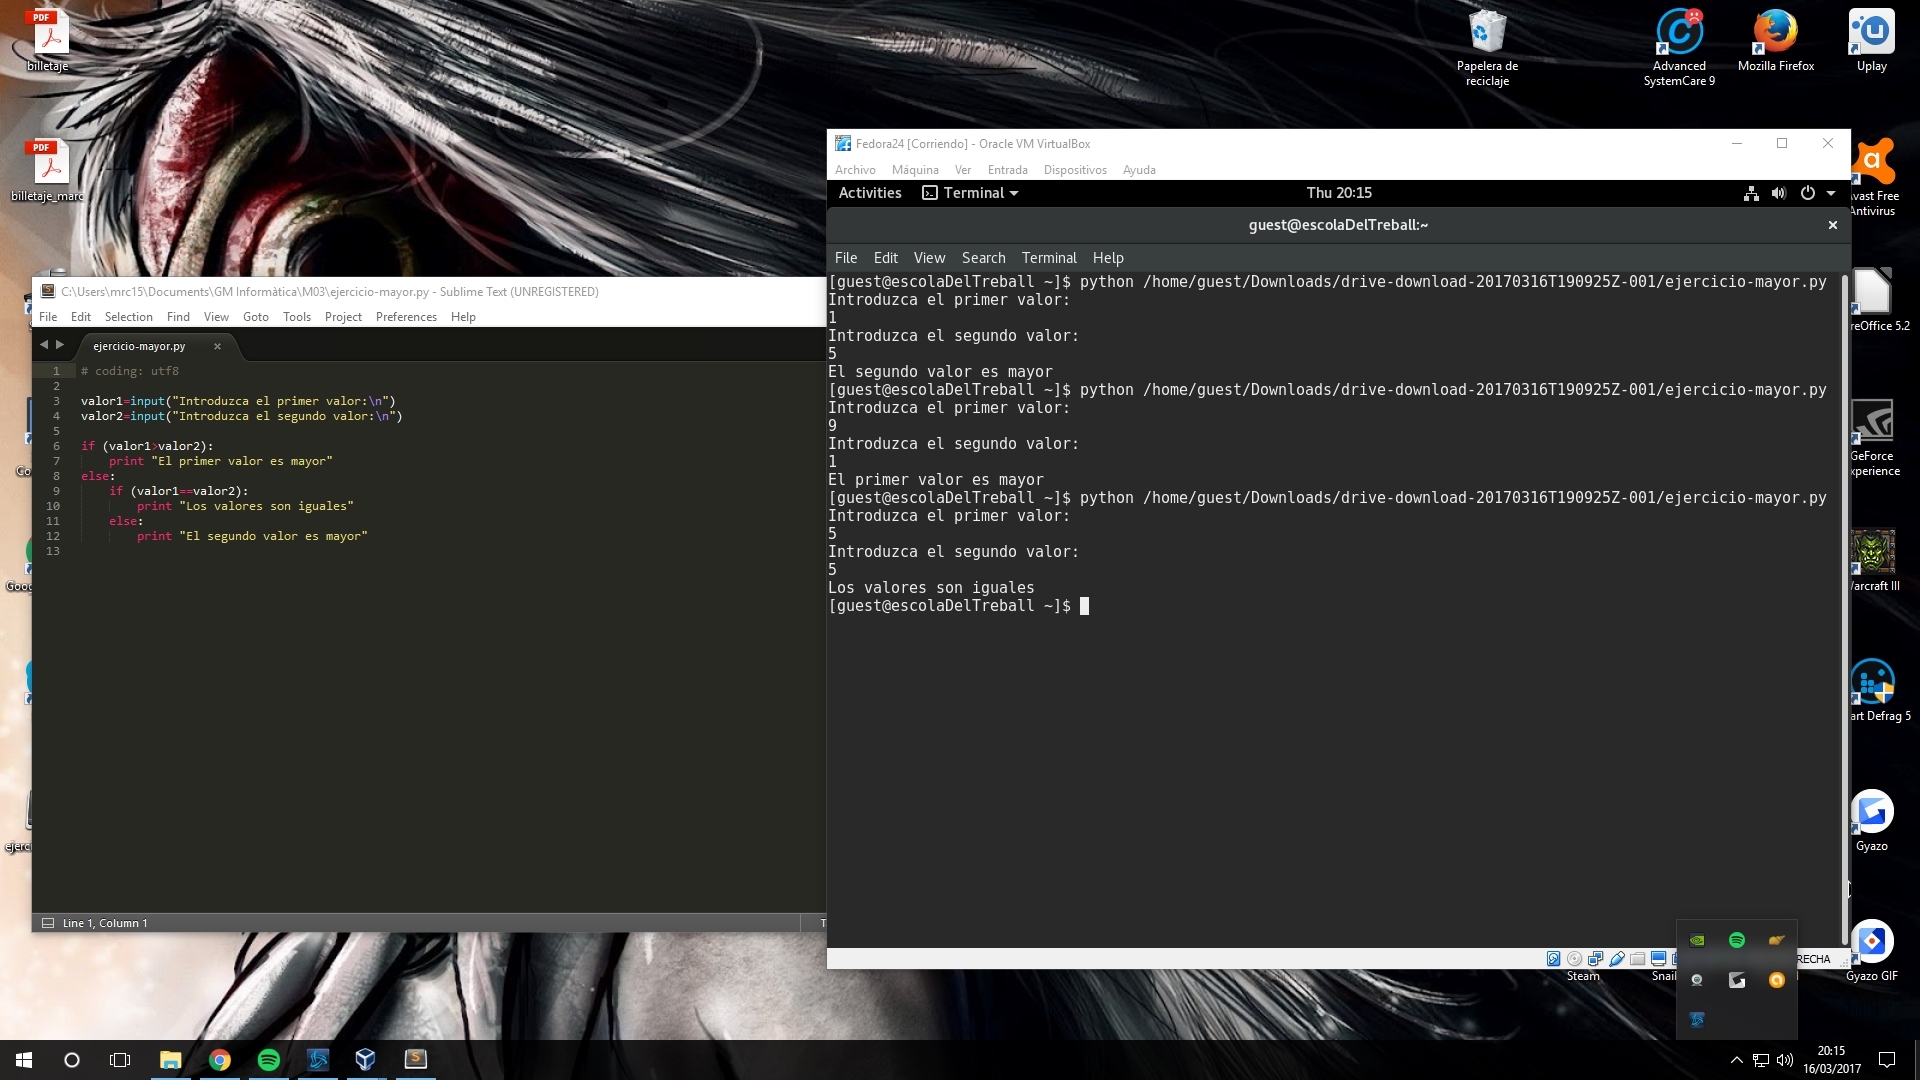 billetaje
billetaje_marc
Papelera de reciclaje
Advanced SystemCare 9
Mozilla Firefox
Uplay
Avast Free Antivirus
reOffice 5.2
GeForce
xperience
arcraft III
art Defrag 5
Gyazo
Gyazo GIF
Steam
Snail
Co
Goog
ejerc
C:\Users\mrc15\Documents\GM Informàtica\M03\ejercicio-mayor.py - Sublime Text (UNREGISTERED)
File Edit Selection Find View Goto Tools Project Preferences Help
ejercicio-mayor.py ×
1 # coding: utf8
2
3 valor1=input("Introduzca el primer valor:\n")
4 valor2=input("Introduzca el segundo valor:\n")
5
6 if (valor1>valor2):
7 print "El primer valor es mayor"
8 else:
9 if (valor1==valor2):
10 print "Los valores son iguales"
11 else:
12 print "El segundo valor es mayor"
13
Line 1, Column 1
T
Fedora24 [Corriendo] - Oracle VM VirtualBox
Archivo Máquina Ver Entrada Dispositivos Ayuda
Activities Terminal Thu 20:15
guest@escolaDelTreball:~
File Edit View Search Terminal Help
[guest@escolaDelTreball ~]$ python /home/guest/Downloads/drive-download-20170316T190925Z-001/ejercicio-mayor.py
Introduzca el primer valor:
1
Introduzca el segundo valor:
5
El segundo valor es mayor
[guest@escolaDelTreball ~]$ python /home/guest/Downloads/drive-download-20170316T190925Z-001/ejercicio-mayor.py
Introduzca el primer valor:
9
Introduzca el segundo valor:
1
El primer valor es mayor
[guest@escolaDelTreball ~]$ python /home/guest/Downloads/drive-download-20170316T190925Z-001/ejercicio-mayor.py
Introduzca el primer valor:
5
Introduzca el segundo valor:
5
Los valores son iguales
[guest@escolaDelTreball ~]$
RECHA
20:15
16/03/2017